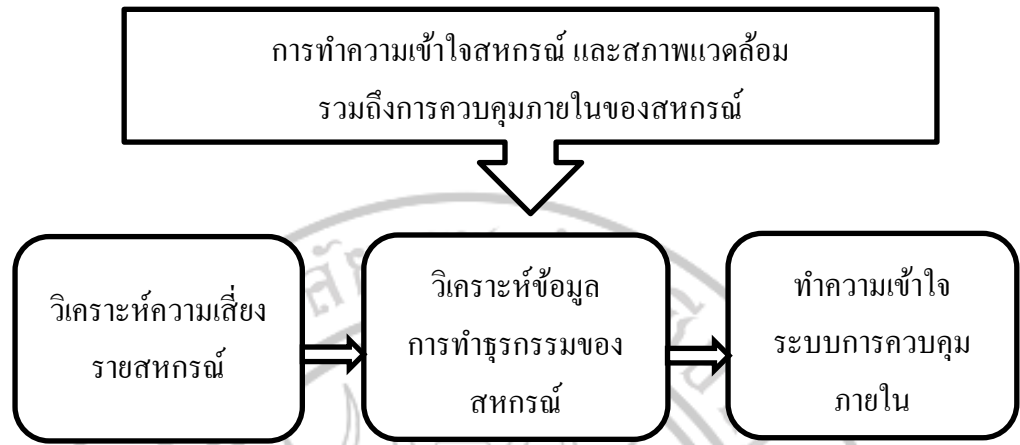 การทำความเข้าใจสหกรณ์ และสภาพแวดล้อม
รวมถึงการควบคุมภายในของสหกรณ์
วิเคราะห์ความเสี่ยง
รายสหกรณ์
วิเคราะห์ข้อมูล
การทำธุรกรรมของ
สหกรณ์
ทำความเข้าใจ
ระบบการควบคุม
ภายใน